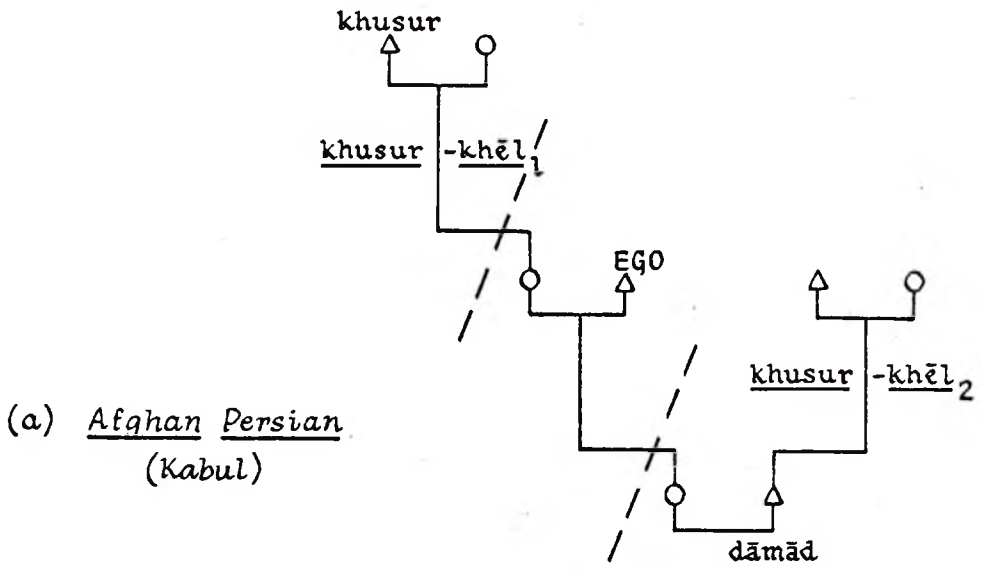 khusur
khusur -khēl₁
EGO
khusur -khēl₂
(a) Afghan Persian
(Kabul)
dāmād